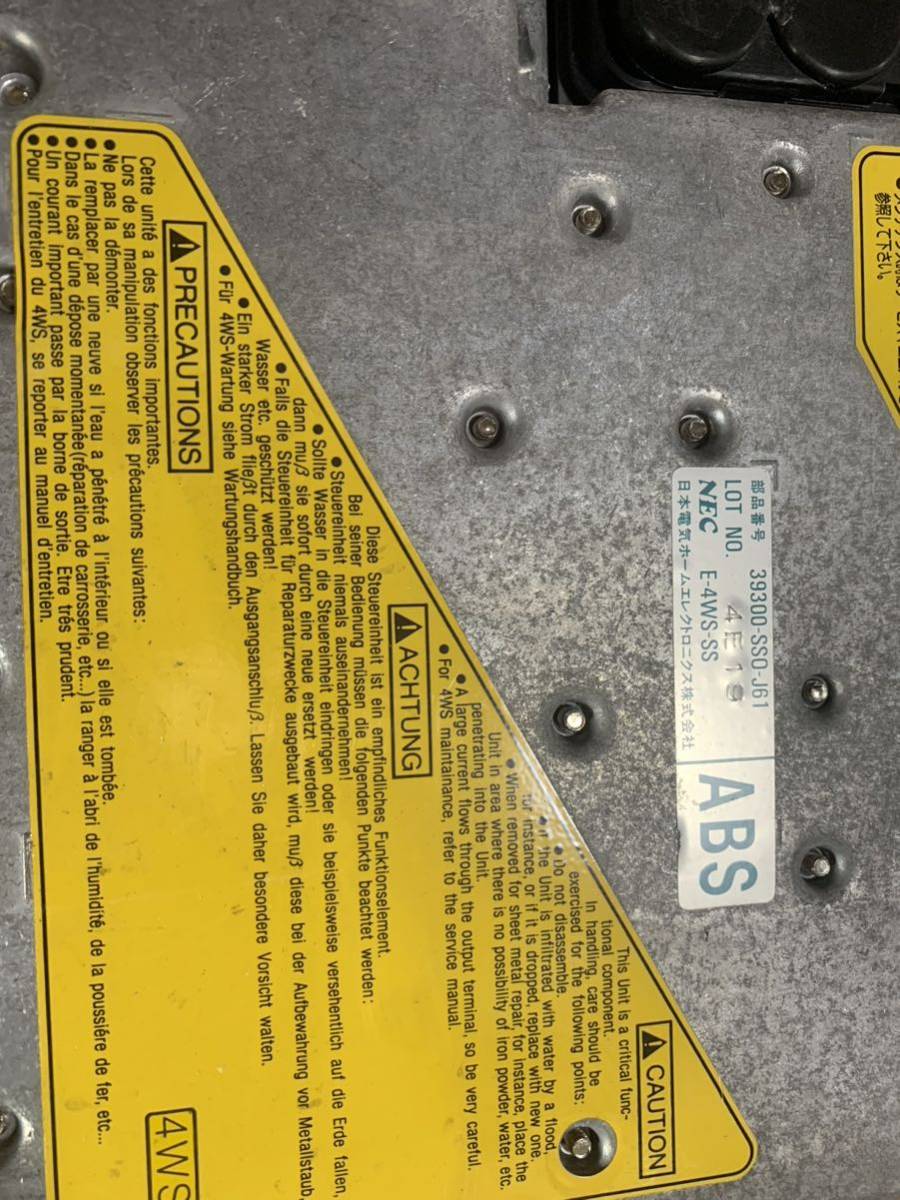 参照して下さい。
部品番号 39300-SS0-J61
LOT NO. 4E19
NEC E-4WS-SS
日本電気ホームエレクトロニクス株式会社
ABS
CAUTION
This Unit is a critical func-
tional component.
In handling, care should be
exercised for the following points:
●Do not disassemble.
the Unit is infiltrated with water by a flood,
instance, or if it is dropped, replace with new one.
●When removed for sheet metal repair, for instance, place the
Unit in area where there is no possibility of iron powder, water, etc.
penetrating into the Unit.
●A large current flows through the output terminal, so be very careful.
●For 4WS maintainance, refer to the service manual.
ACHTUNG
Diese Steuereinheit ist ein empfindliches Funktionselement.
Bei seiner Bedienung müssen die folgenden Punkte beachtet werden:
●Steuereinheit niemals auseinandernehmen!
●Sollte Wasser in die Steuereinheit eindringen oder sie beispielsweise versehentlich auf die Erde fallen,
dann muß sie sofort durch eine neue ersetzt werden!
●Falls die Steuereinheit für Reparaturzwecke ausgebaut wird, muß diese bei der Aufbewahrung vor Metallstaub,
Wasser etc. geschützt werden!
●Ein starker Strom fließt durch den Ausgangsanschluß. Lassen Sie daher besondere Vorsicht walten.
●Für 4WS-Wartung siehe Wartungshandbuch.
PRECAUTIONS
Cette unité a des fonctions importantes.
Lors de sa manipulation observer les précautions suivantes:
●Ne pas la démonter.
●La remplacer par une neuve si l'eau a pénétré à l'intérieur ou si elle est tombée.
●Dans le cas d'une dépose momentanée(réparation de carrosserie, etc...)la ranger à l'abri de l'humidité, de la poussiére de fer, etc...
●Un courant important passe par la borne de sortie. Etre trés prudent.
●Pour l'entretien du 4WS, se reporter au manuel d'entretien.
4WS